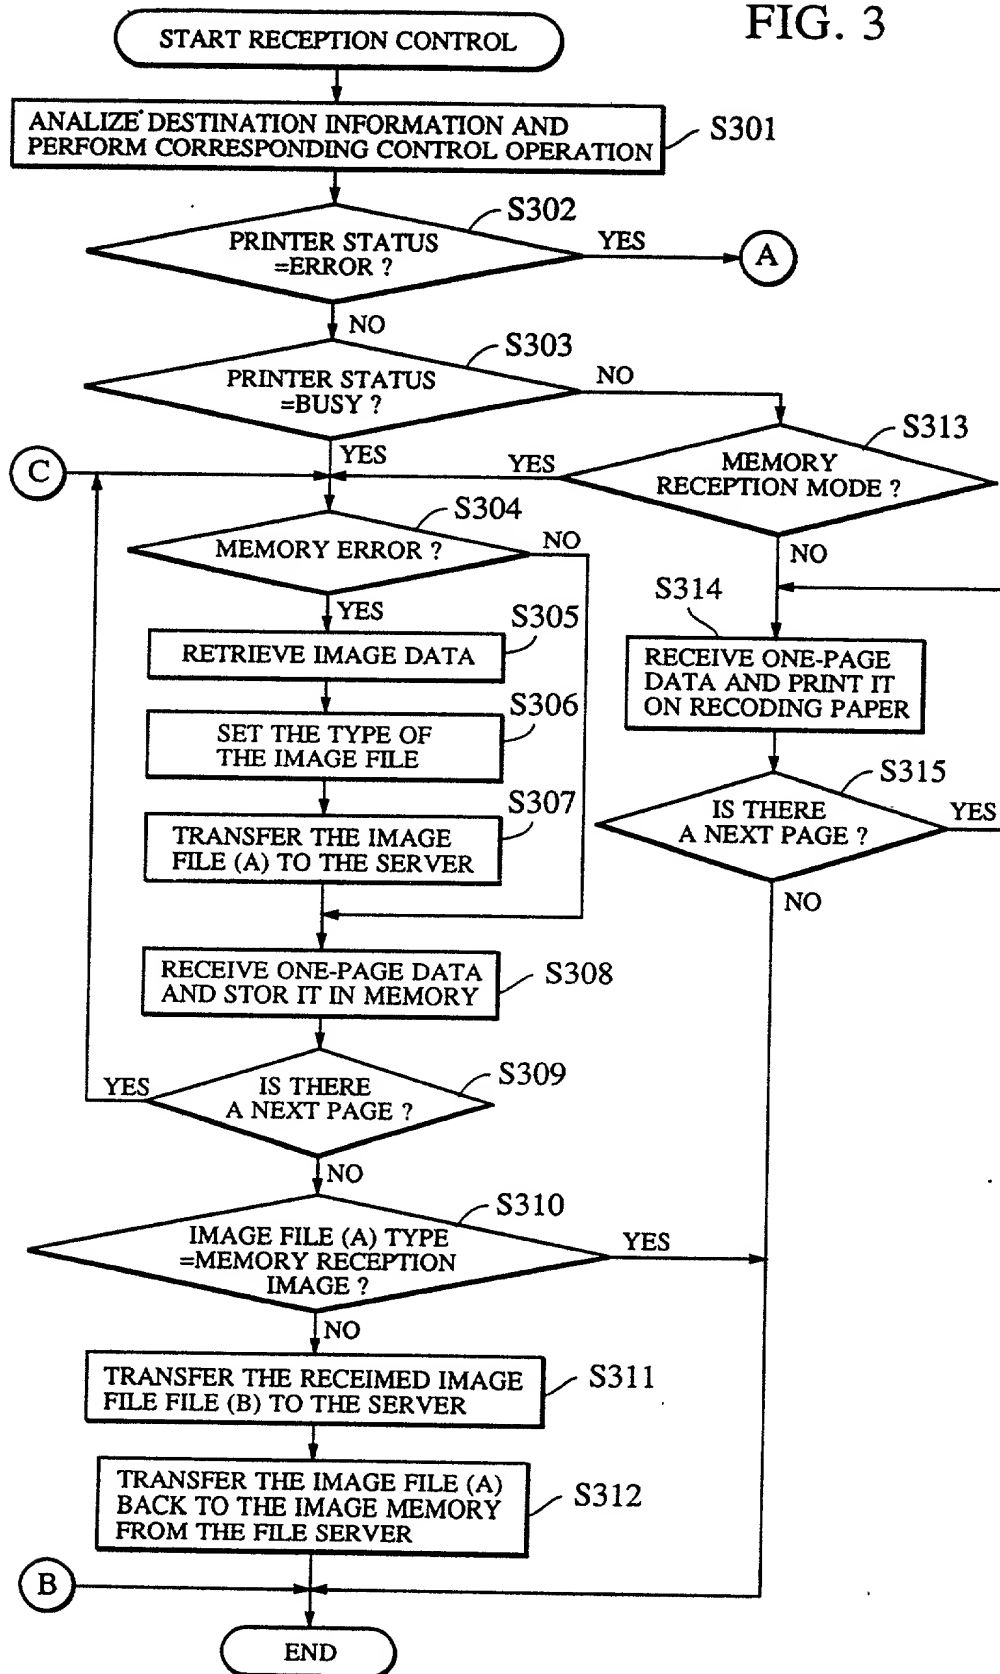 FIG. 3
START RECEPTION CONTROL
ANALIZE DESTINATION INFORMATION AND
PERFORM CORRESPONDING CONTROL OPERATION
S301
PRINTER STATUS
=ERROR ?
S302
YES
A
NO
PRINTER STATUS
=BUSY ?
S303
NO
YES
C
MEMORY
RECEPTION MODE ?
S313
YES
NO
MEMORY ERROR ?
S304
NO
YES
RETRIEVE IMAGE DATA
S305
SET THE TYPE OF
THE IMAGE FILE
S306
TRANSFER THE IMAGE
FILE (A) TO THE SERVER
S307
S314
RECEIVE ONE-PAGE
DATA AND PRINT IT
ON RECODING PAPER
S315
IS THERE
A NEXT PAGE ?
YES
NO
RECEIVE ONE-PAGE DATA
AND STOR IT IN MEMORY
S308
IS THERE
A NEXT PAGE ?
S309
YES
NO
IMAGE FILE (A) TYPE
=MEMORY RECEPTION
IMAGE ?
S310
YES
NO
TRANSFER THE RECEIMED IMAGE
FILE FILE (B) TO THE SERVER
S311
TRANSFER THE IMAGE FILE (A)
BACK TO THE IMAGE MEMORY
FROM THE FILE SERVER
S312
B
END